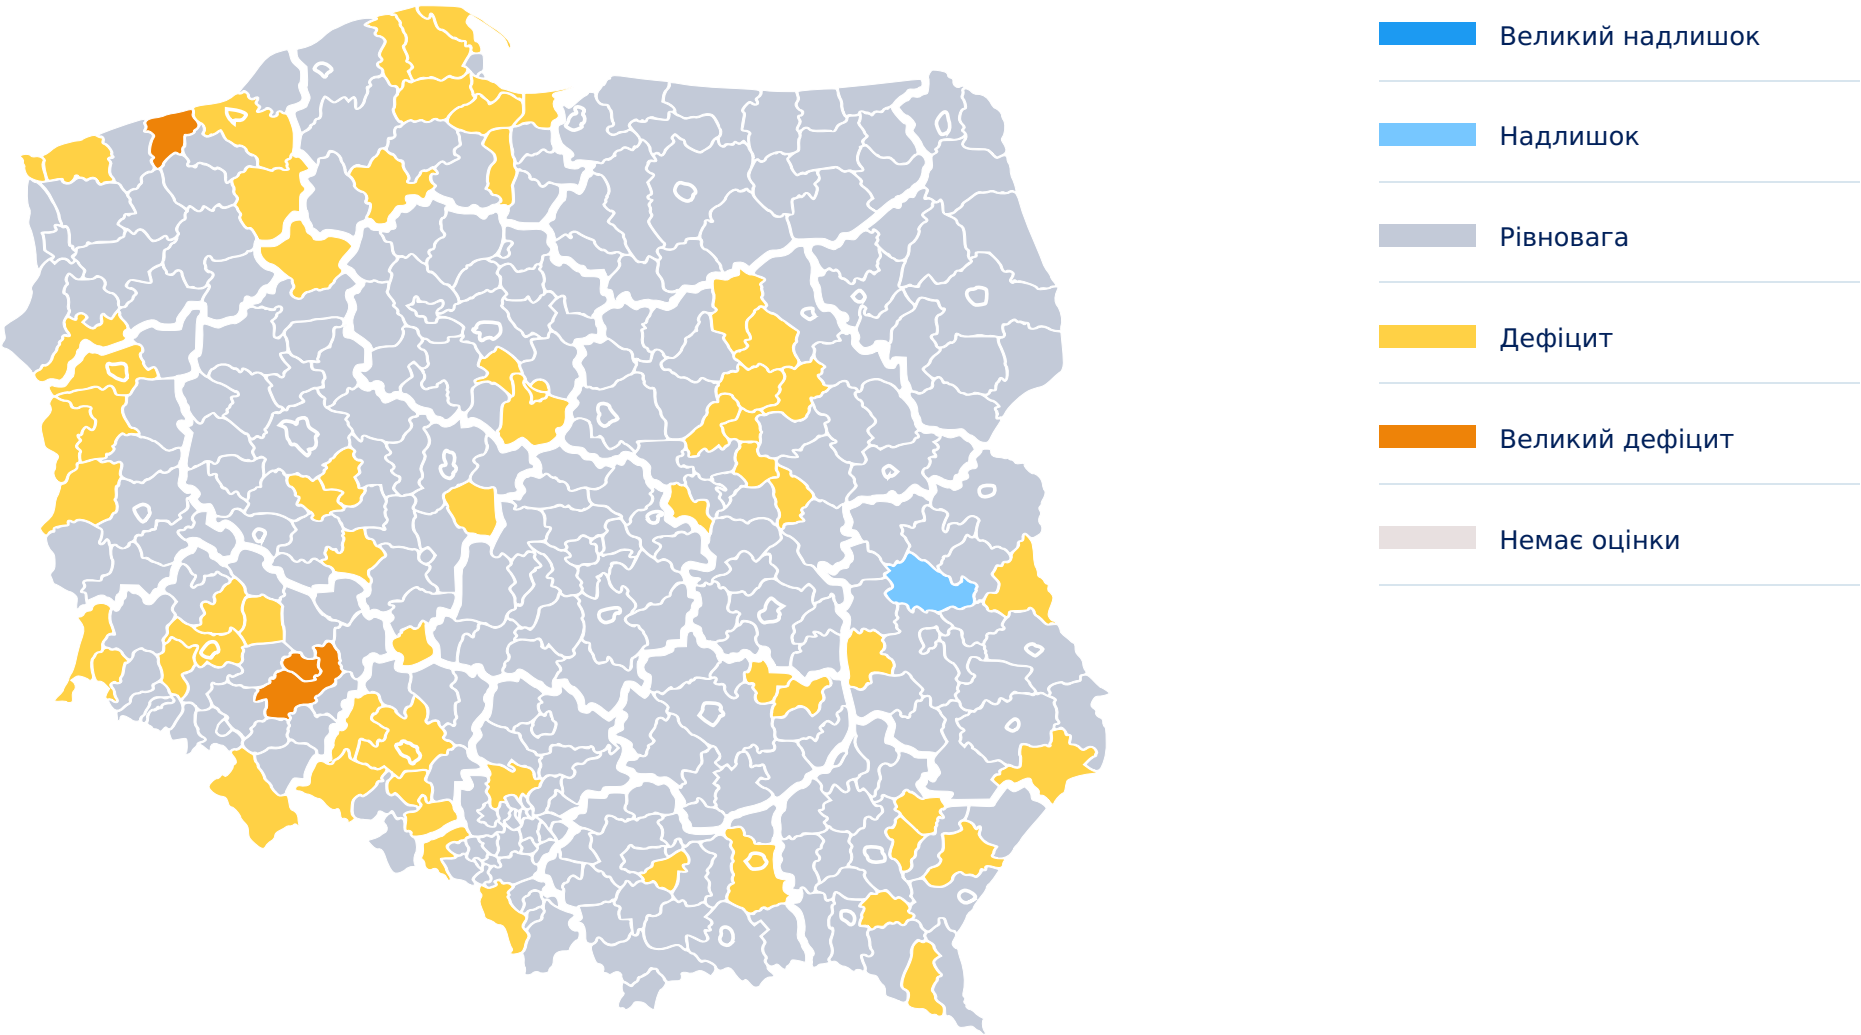 Великий надлишок
Надлишок
Рівновага
Дефіцит
Великий дефіцит
Немає оцінки